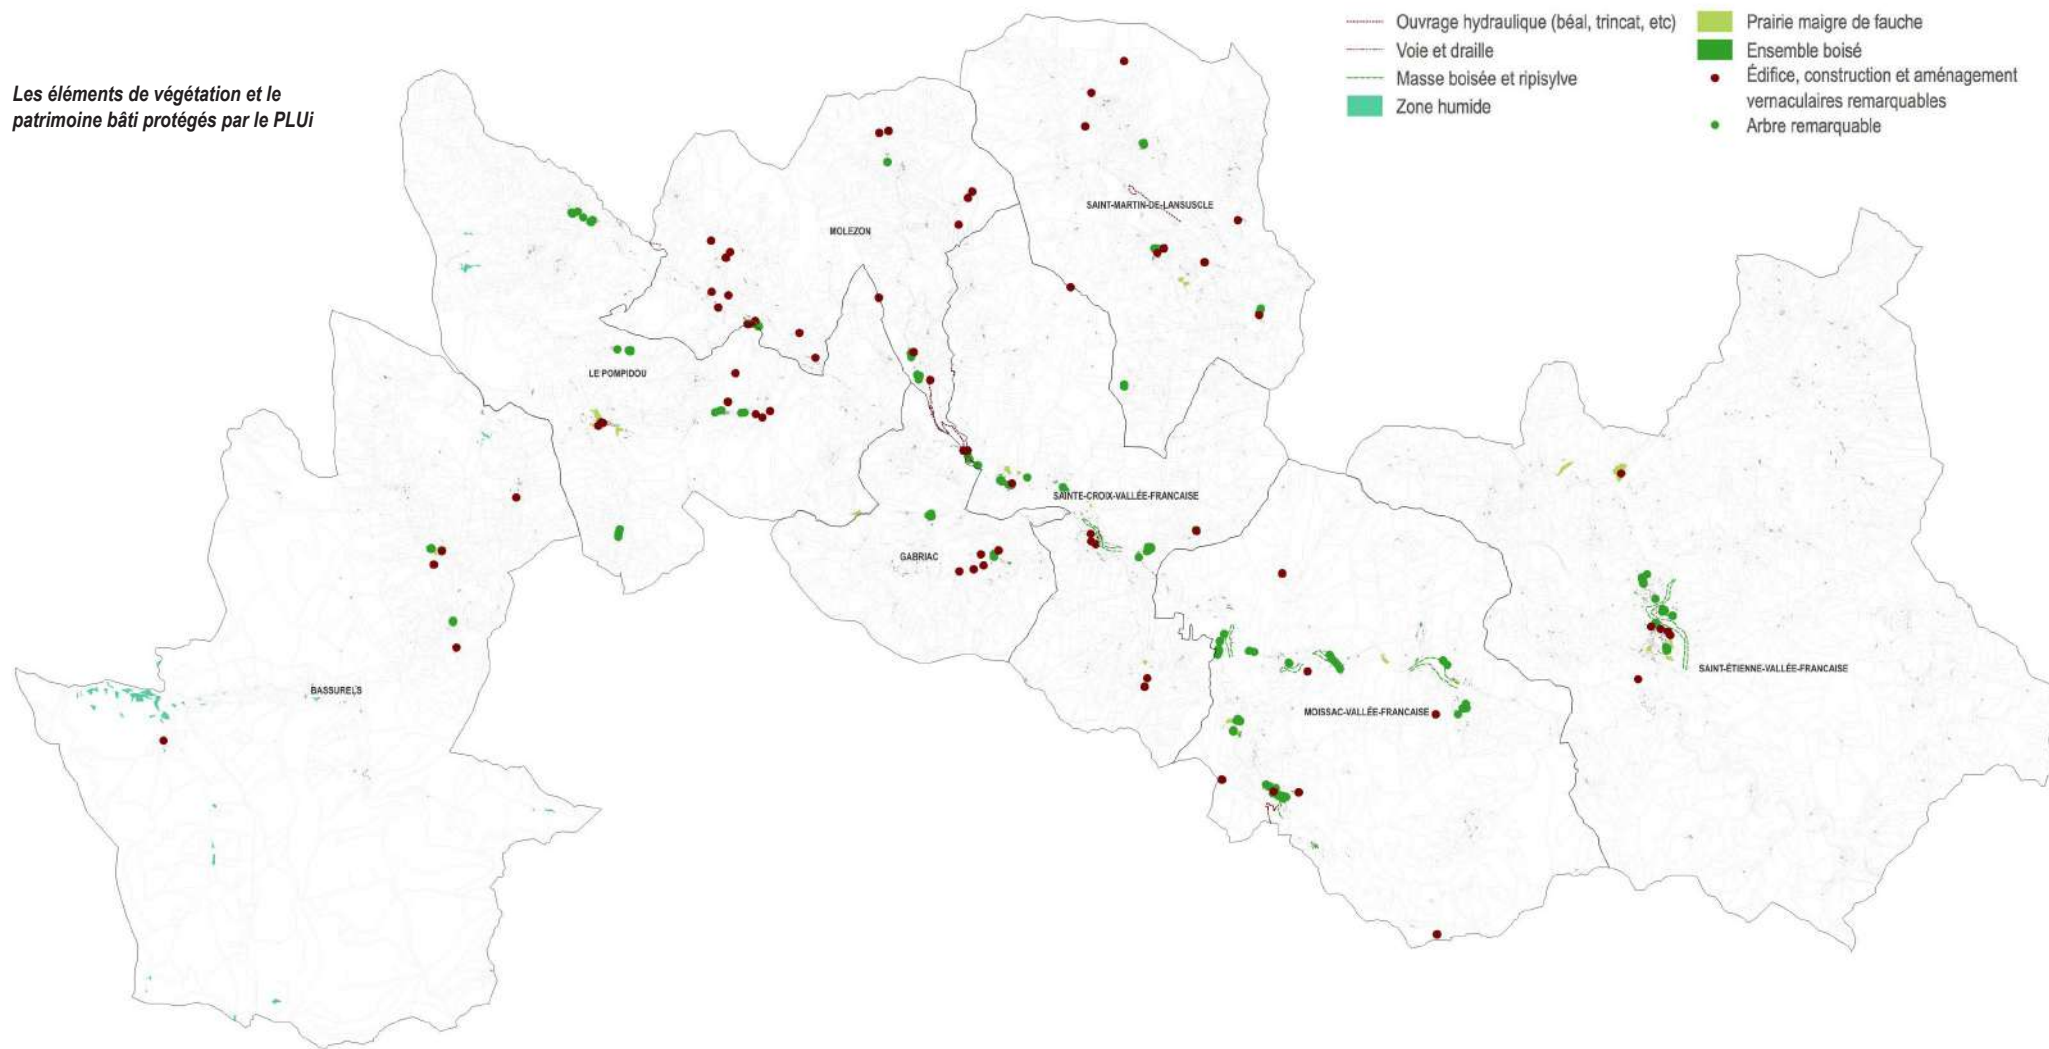 Les éléments de végétation et le
patrimoine bâti protégés par le PLUi
Ouvrage hydraulique (béal, trincat, etc)
Voie et draille
Masse boisée et ripisylve
Zone humide
Prairie maigre de fauche
Ensemble boisé
Édifice, construction et aménagement
vernaculaires remarquables
Arbre remarquable
SAINT-MARTIN-DE-LANSUSCLE
MOLEZON
LE POMPIDOU
SAINTE-CROIX-VALLÉE-FRANCAISE
GABRIAC
SAINT-ÉTIENNE-VALLÉE-FRANCAISE
BASSURELS
MOISSAC-VALLÉE-FRANCAISE